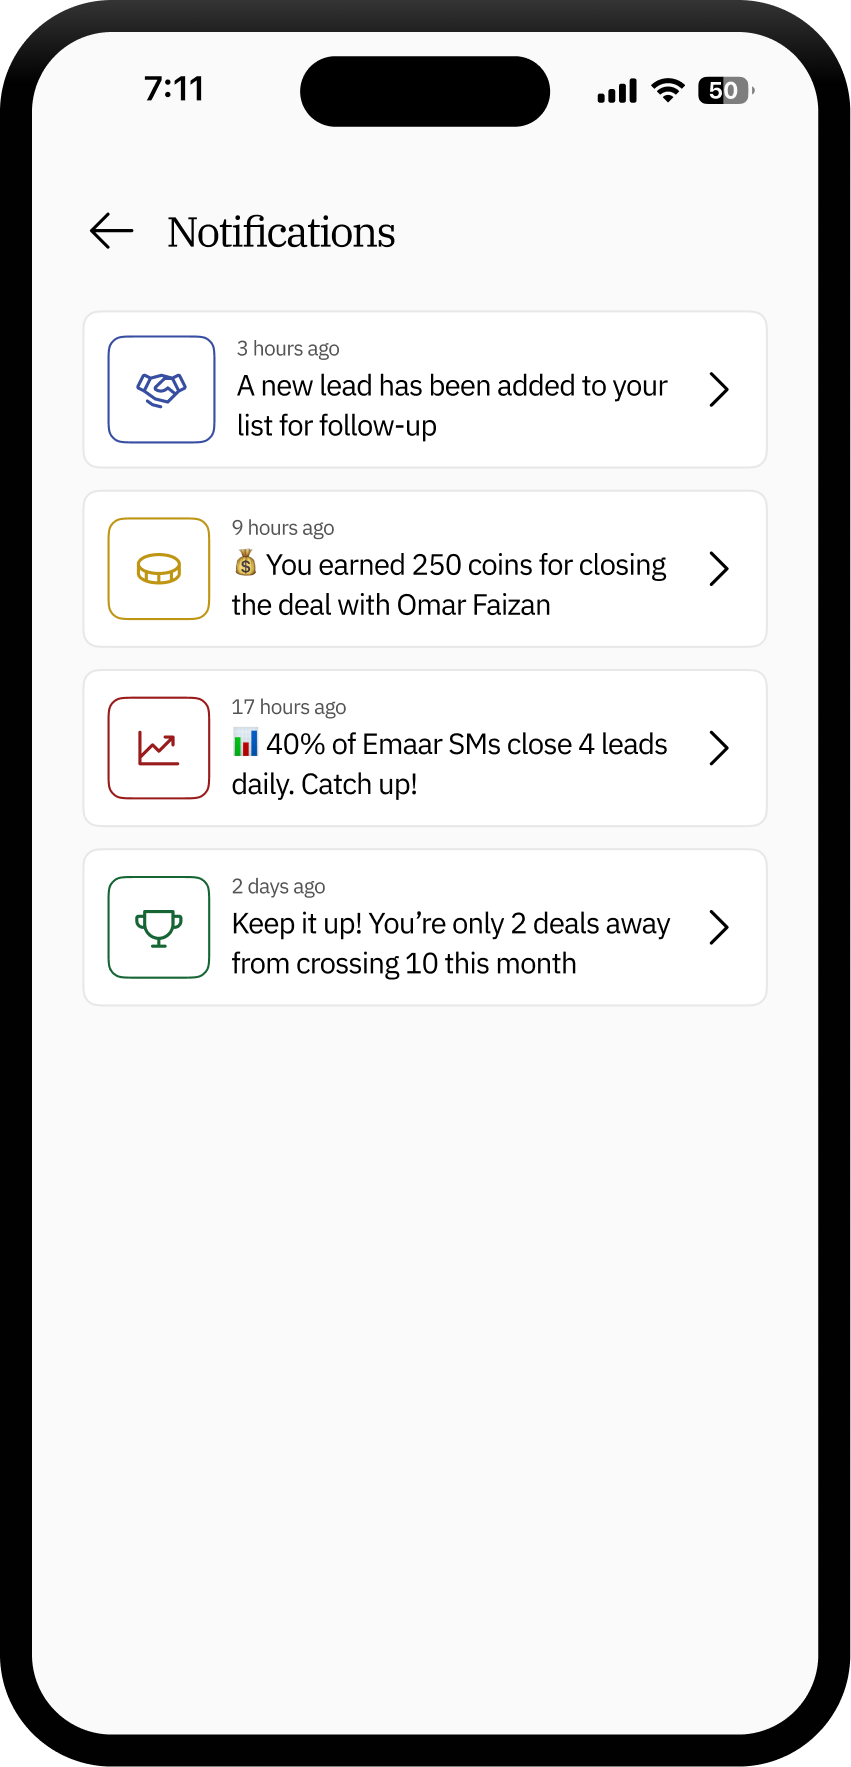 7:11
50
Notifications
3 hours ago
A new lead has been added to your
list for follow-up
9 hours ago
💰 You earned 250 coins for closing
the deal with Omar Faizan
17 hours ago
📊 40% of Emaar SMs close 4 leads
daily. Catch up!
2 days ago
Keep it up! You’re only 2 deals away
from crossing 10 this month